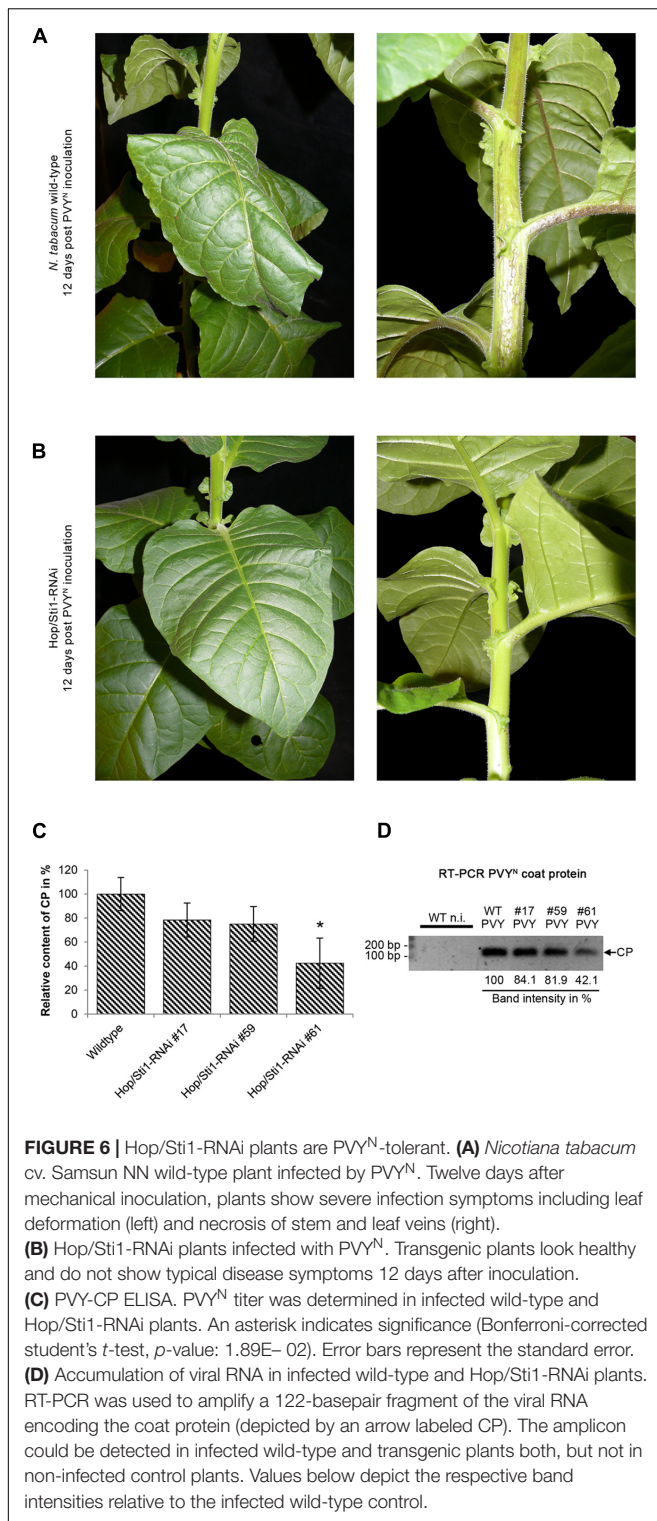 A
N. tabacum wild-type
12 days post PVYᴺ inoculation
B
Hop/Sti1-RNAi
12 days post PVYᴺ inoculation
C
Relative content of CP in %
120
100
80
60
40
20
0
*
Wildtype
Hop/Sti1-RNAi #17
Hop/Sti1-RNAi #59
Hop/Sti1-RNAi #61
D
RT-PCR PVYᴺ coat protein
WT n.i.
WT PVY
#17 PVY
#59 PVY
#61 PVY
200 bp
100 bp
CP
100 84.1 81.9 42.1
Band intensity in %
FIGURE 6 | Hop/Sti1-RNAi plants are PVYᴺ-tolerant. (A) Nicotiana tabacum
cv. Samsun NN wild-type plant infected by PVYᴺ. Twelve days after
mechanical inoculation, plants show severe infection symptoms including leaf
deformation (left) and necrosis of stem and leaf veins (right).
(B) Hop/Sti1-RNAi plants infected with PVYᴺ. Transgenic plants look healthy
and do not show typical disease symptoms 12 days after inoculation.
(C) PVY-CP ELISA. PVYᴺ titer was determined in infected wild-type and
Hop/Sti1-RNAi plants. An asterisk indicates significance (Bonferroni-corrected
student's t-test, p-value: 1.89E– 02). Error bars represent the standard error.
(D) Accumulation of viral RNA in infected wild-type and Hop/Sti1-RNAi plants.
RT-PCR was used to amplify a 122-basepair fragment of the viral RNA
encoding the coat protein (depicted by an arrow labeled CP). The amplicon
could be detected in infected wild-type and transgenic plants both, but not in
non-infected control plants. Values below depict the respective band
intensities relative to the infected wild-type control.